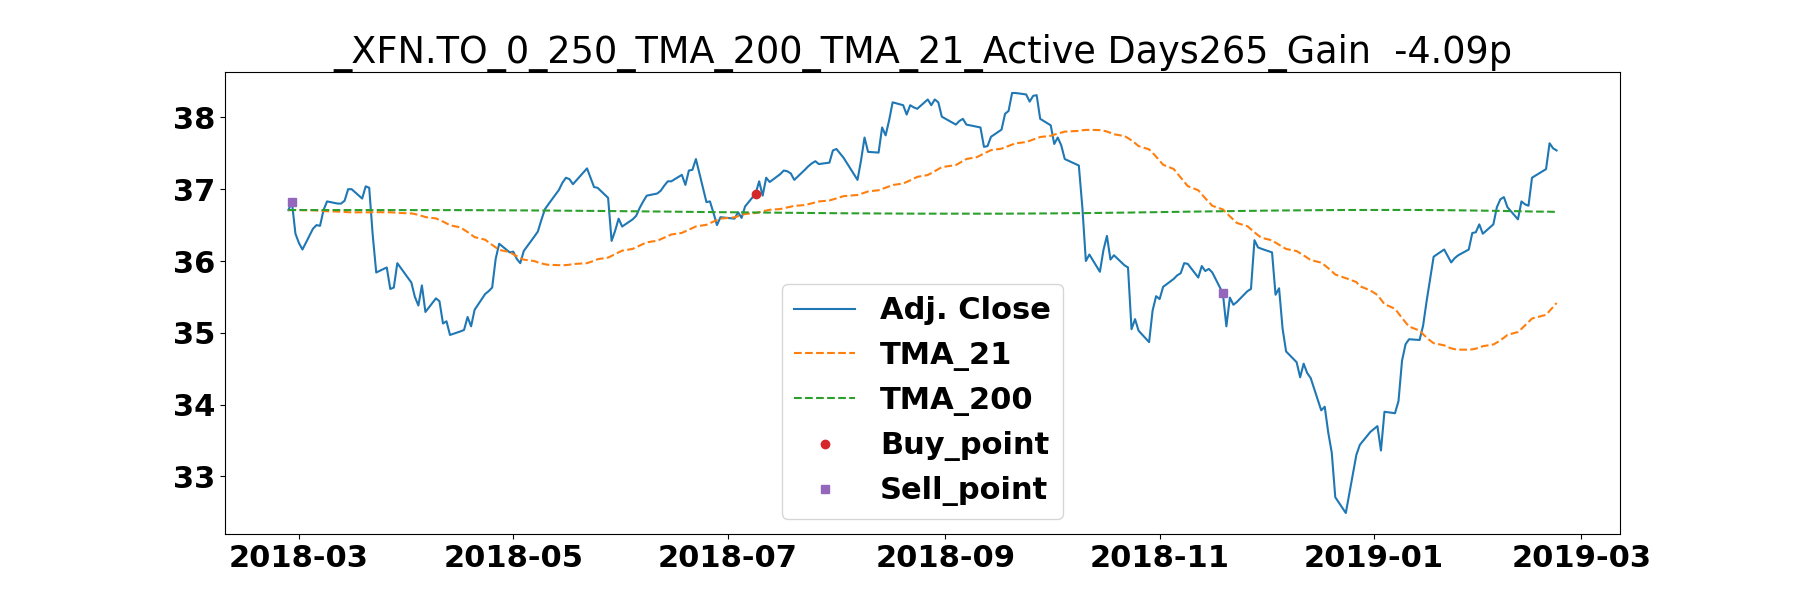 _XFN.TO_0_250_TMA_200_TMA_21_Active Days265_Gain  -4.09p
38
37
36
35
34
33
Adj. Close
TMA_21
TMA_200
Buy_point
Sell_point
2018-03 2018-05 2018-07 2018-09 2018-11 2019-01 2019-03